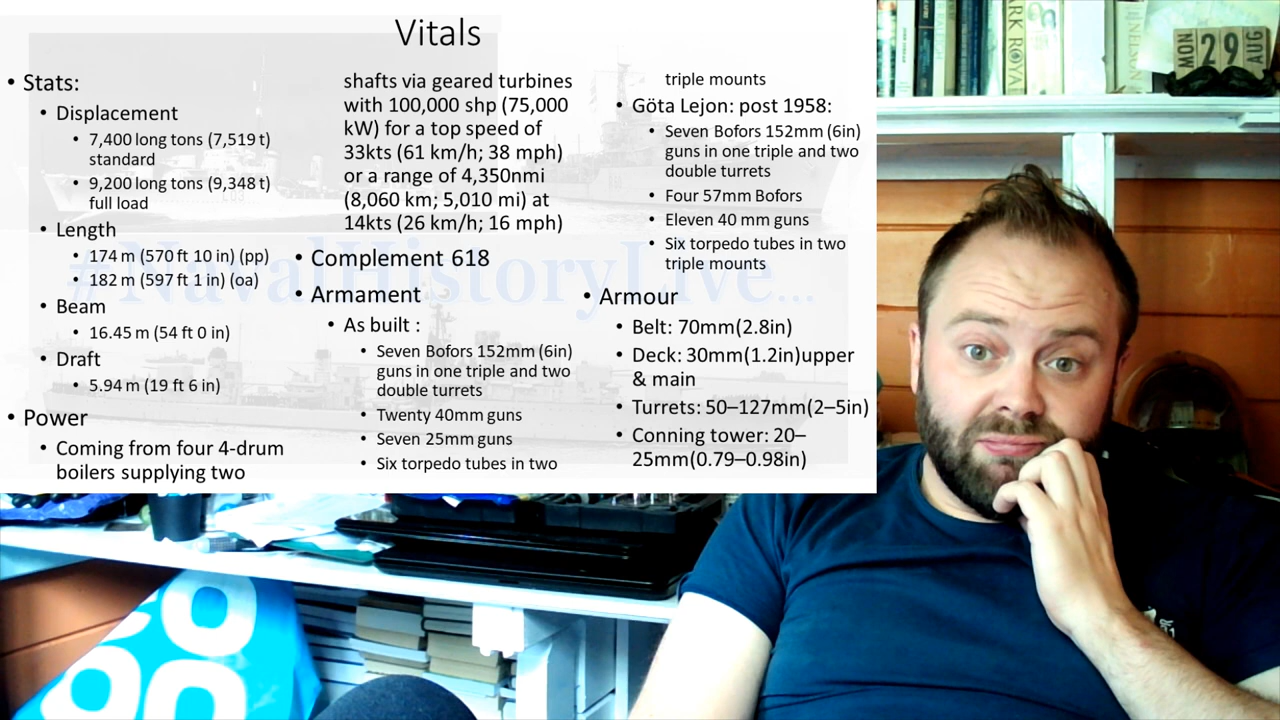 Vitals
• Stats:
• Displacement
• 7,400 long tons (7,519 t)
standard
• 9,200 long tons (9,348 t)
full load
• Length
• 174 m (570 ft 10 in) (pp)
• 182 m (597 ft 1 in) (oa)
• Beam
• 16.45 m (54 ft 0 in)
• Draft
• 5.94 m (19 ft 6 in)
• Power
• Coming from four 4-drum
boilers supplying two
shafts via geared turbines
with 100,000 shp (75,000
kW) for a top speed of
33kts (61 km/h; 38 mph)
or a range of 4,350nmi
(8,060 km; 5,010 mi) at
14kts (26 km/h; 16 mph)
• Complement 618
• Armament
• As built :
• Seven Bofors 152mm (6in)
guns in one triple and two
double turrets
• Twenty 40mm guns
• Seven 25mm guns
• Six torpedo tubes in two
triple mounts
• Göta Lejon: post 1958:
• Seven Bofors 152mm (6in)
guns in one triple and two
double turrets
• Four 57mm Bofors
• Eleven 40 mm guns
• Six torpedo tubes in two
triple mounts
• Armour
• Belt: 70mm(2.8in)
• Deck: 30mm(1.2in)upper
& main
• Turrets: 50–127mm(2–5in)
• Conning tower: 20–
25mm(0.79–0.98in)
#NavalHistoryLive...
ARK ROYAL
NELSON
MON 29 AUG